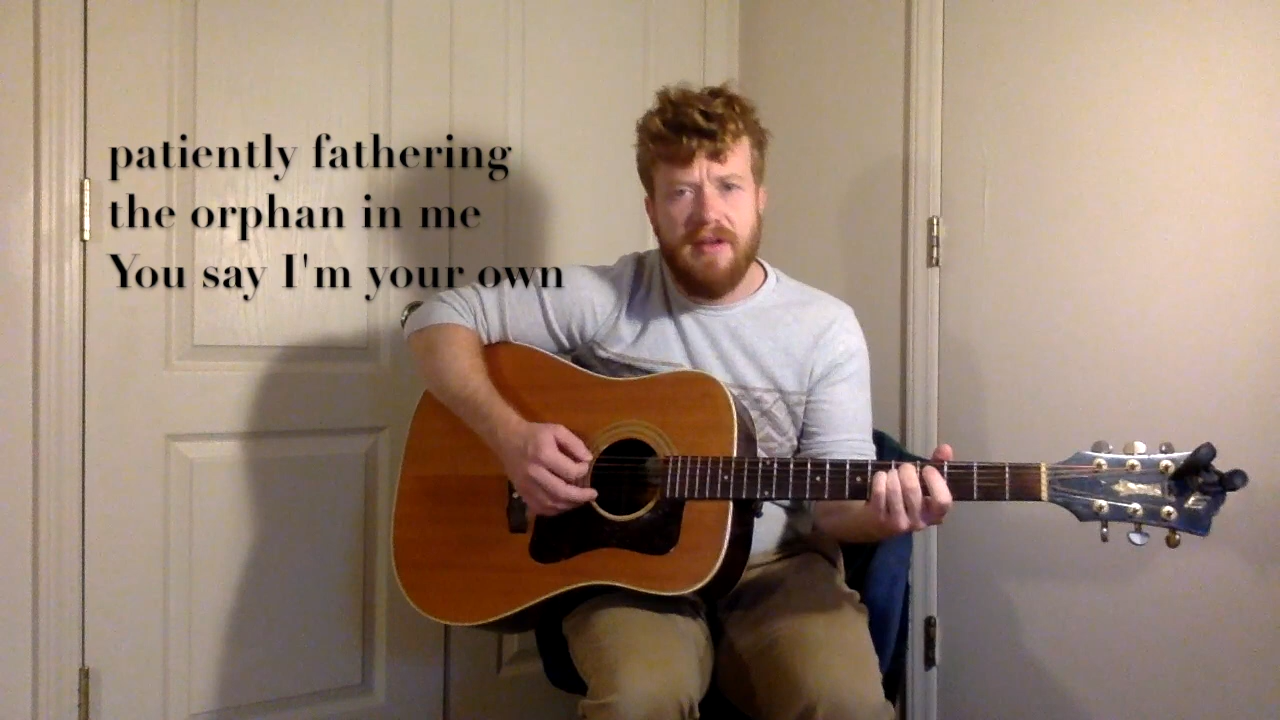 patiently fathering
the orphan in me
You say I'm your own